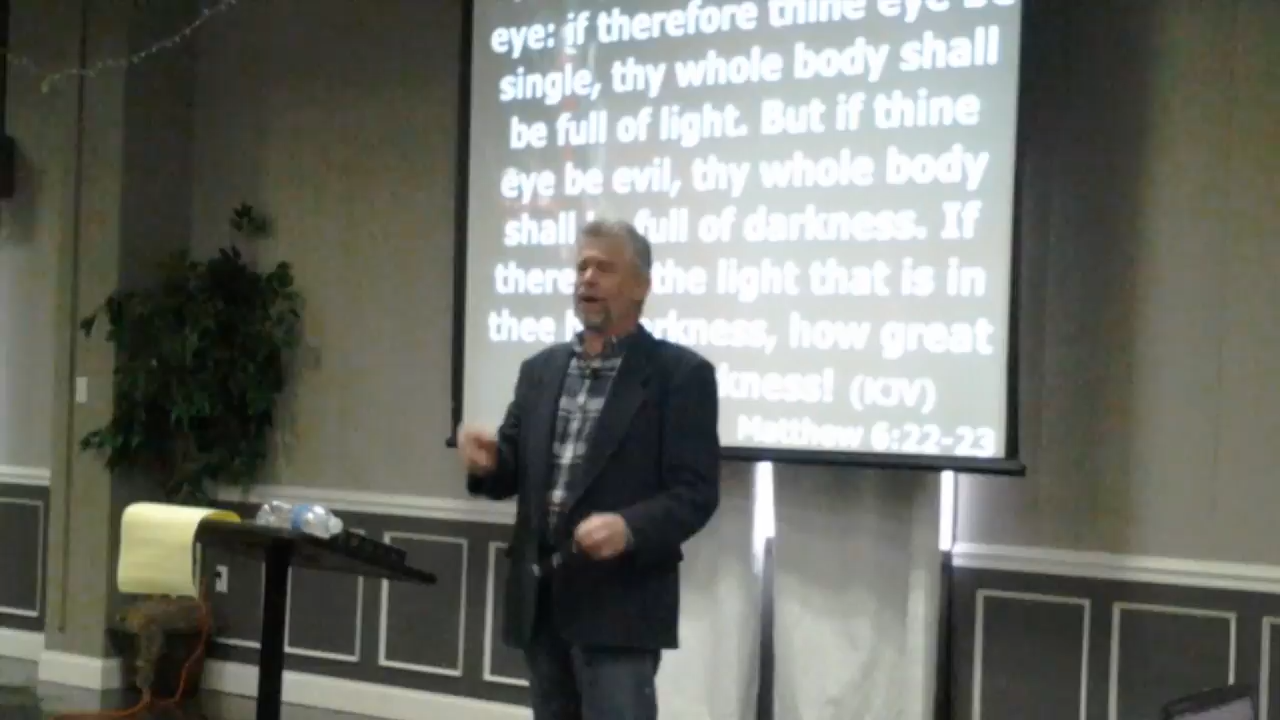 eye: if therefore thine eye be
single, thy whole body shall
be full of light. But if thine
eye be evil, thy whole body
shall full of darkness. If
there the light that is in
thee rkness, how great
kness! (KJV)
Matthew 6:22-23